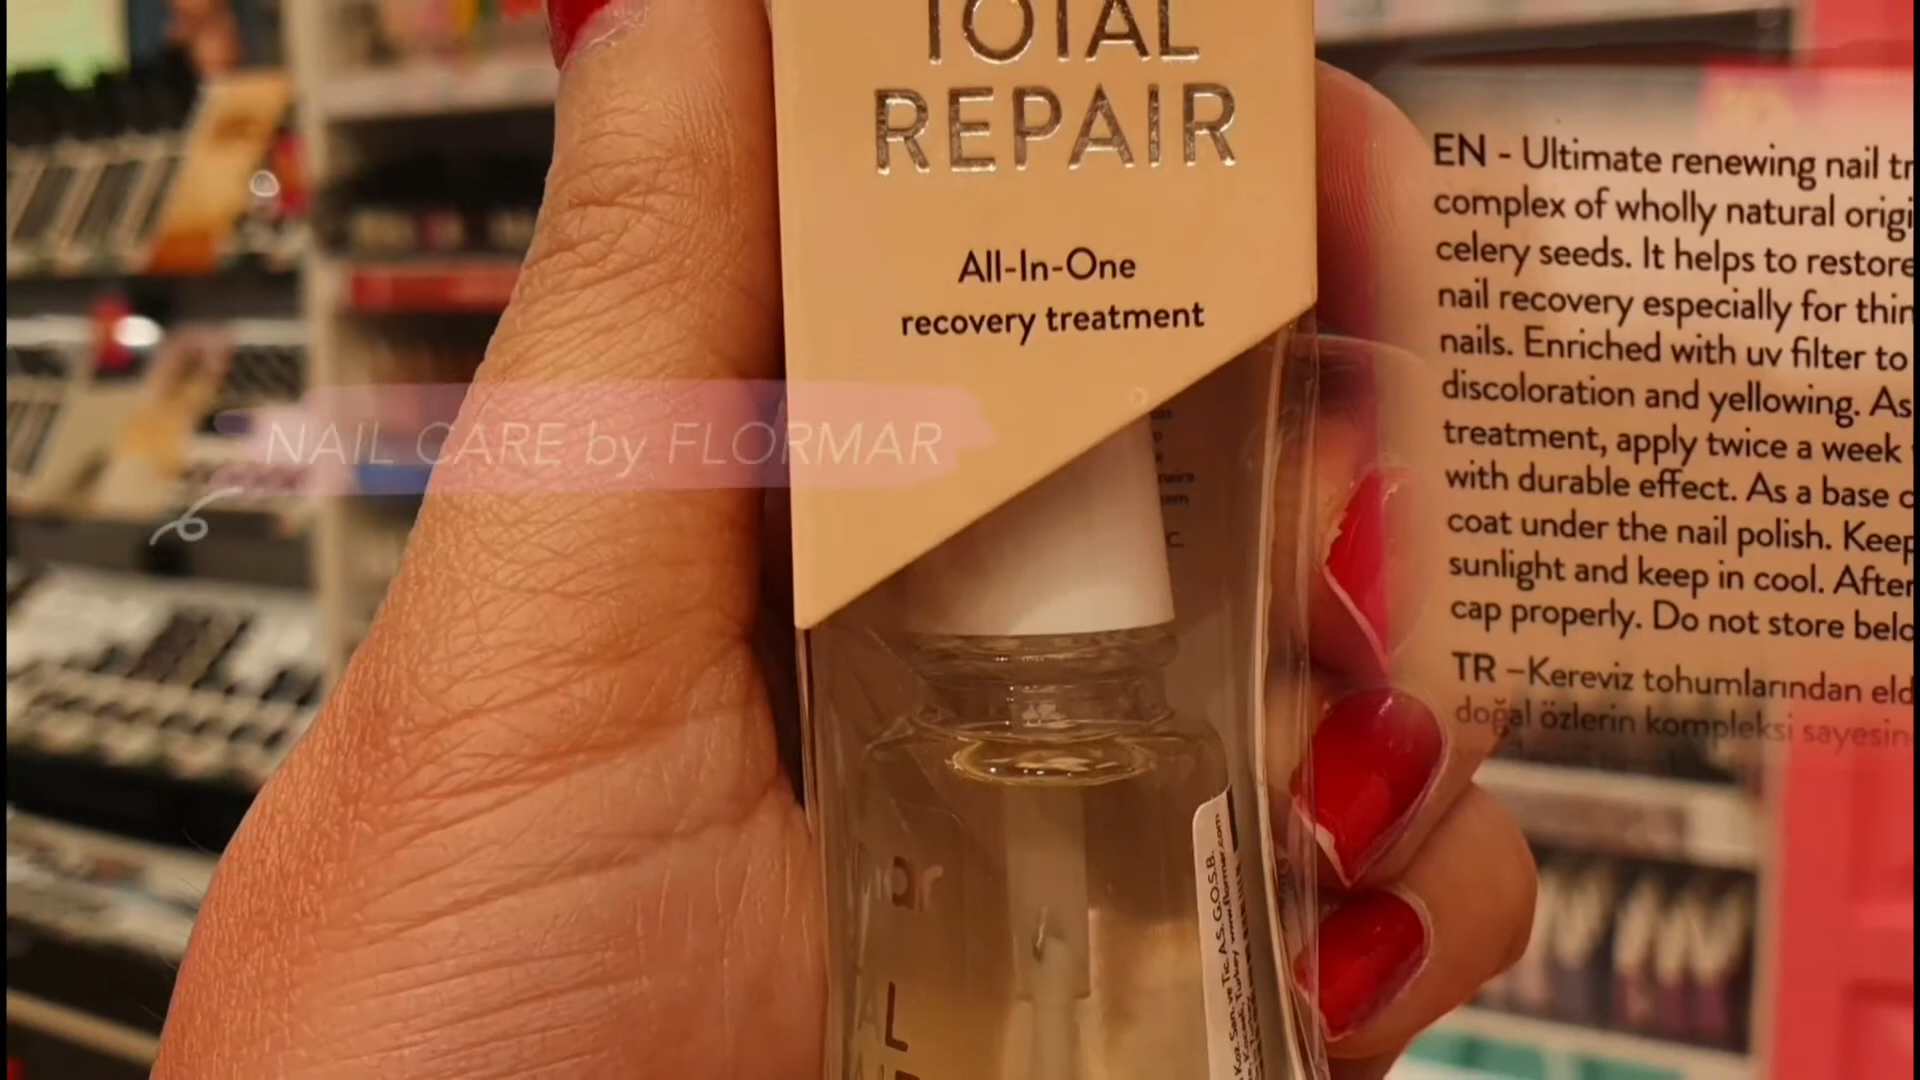 TOTAL
REPAIR
All-In-One
recovery treatment
NAIL CARE by FLORMAR
EN - Ultimate renewing nail
complex of wholly natural
celery seeds. It helps to restore
nail recovery especially for
nails. Enriched with uv filter to
discoloration and yellowing. As
treatment, apply twice a week
with durable effect. As a base
coat under the nail polish. Keep
sunlight and keep in cool. After
cap properly. Do not store
TR –Kereviz tohumlarından
doğal özlerin kompleksi
www.flormar.com